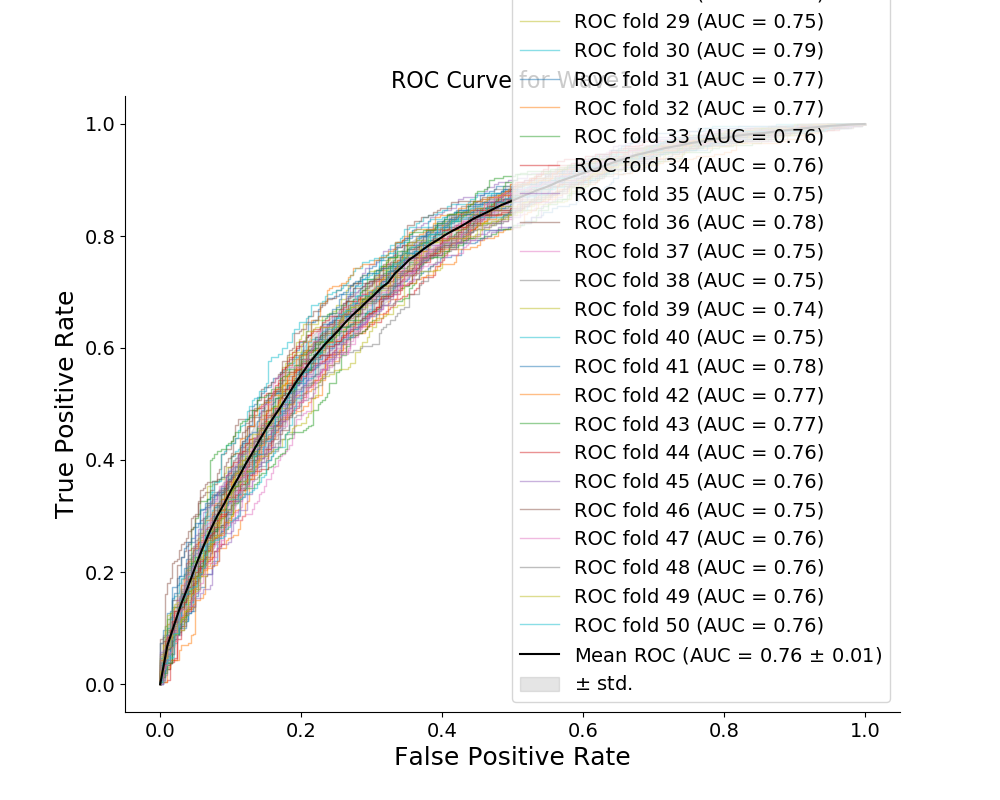 ROC fold 29 (AUC = 0.75)
ROC fold 30 (AUC = 0.79)
ROC Curve for Wave1
ROC fold 31 (AUC = 0.77)
ROC fold 32 (AUC = 0.77)
ROC fold 33 (AUC = 0.76)
ROC fold 34 (AUC = 0.76)
ROC fold 35 (AUC = 0.75)
ROC fold 36 (AUC = 0.78)
ROC fold 37 (AUC = 0.75)
ROC fold 38 (AUC = 0.75)
ROC fold 39 (AUC = 0.74)
ROC fold 40 (AUC = 0.75)
ROC fold 41 (AUC = 0.78)
ROC fold 42 (AUC = 0.77)
ROC fold 43 (AUC = 0.77)
ROC fold 44 (AUC = 0.76)
ROC fold 45 (AUC = 0.76)
ROC fold 46 (AUC = 0.75)
ROC fold 47 (AUC = 0.76)
ROC fold 48 (AUC = 0.76)
ROC fold 49 (AUC = 0.76)
ROC fold 50 (AUC = 0.76)
Mean ROC (AUC = 0.76 ± 0.01)
± std.
True Positive Rate
1.0
0.8
0.6
0.4
0.2
0.0
0.0 0.2 0.4 0.6 0.8 1.0
False Positive Rate